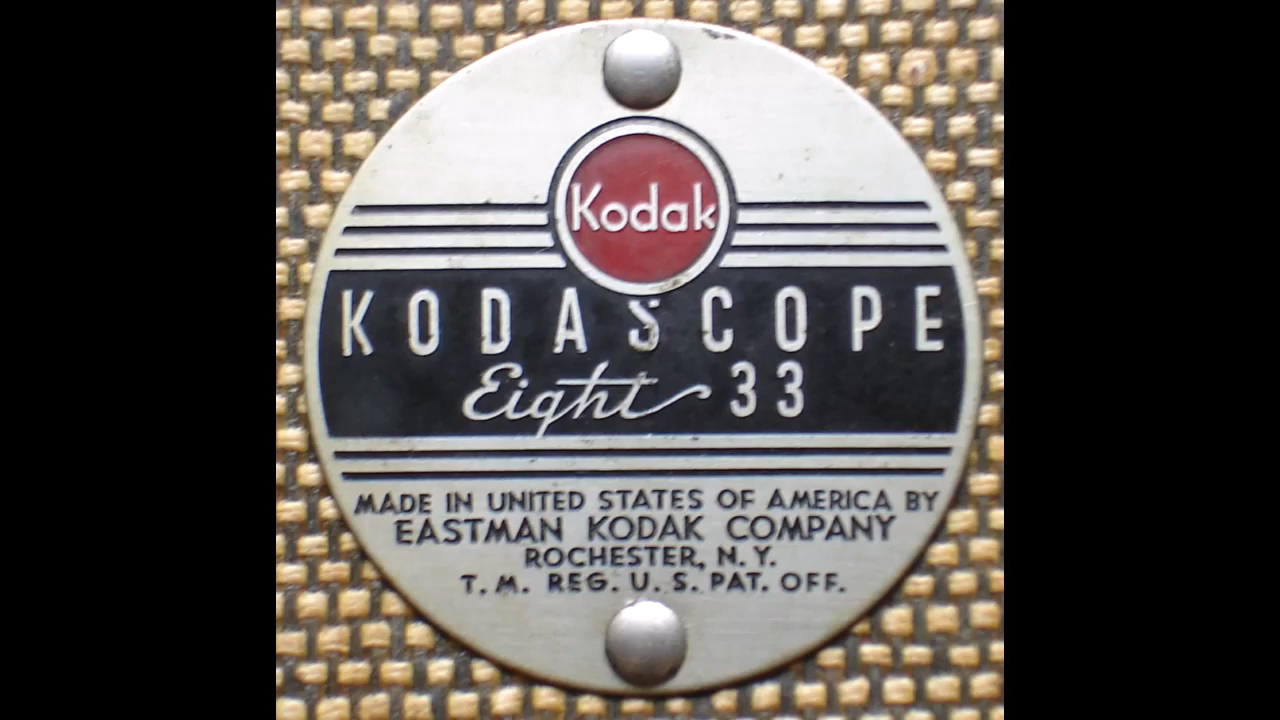 Kodak
KODASCOPE
Eight 33
MADE IN UNITED STATES OF AMERICA BY
EASTMAN KODAK COMPANY
ROCHESTER, N. Y.
T. M. REG. U. S. PAT. OFF.